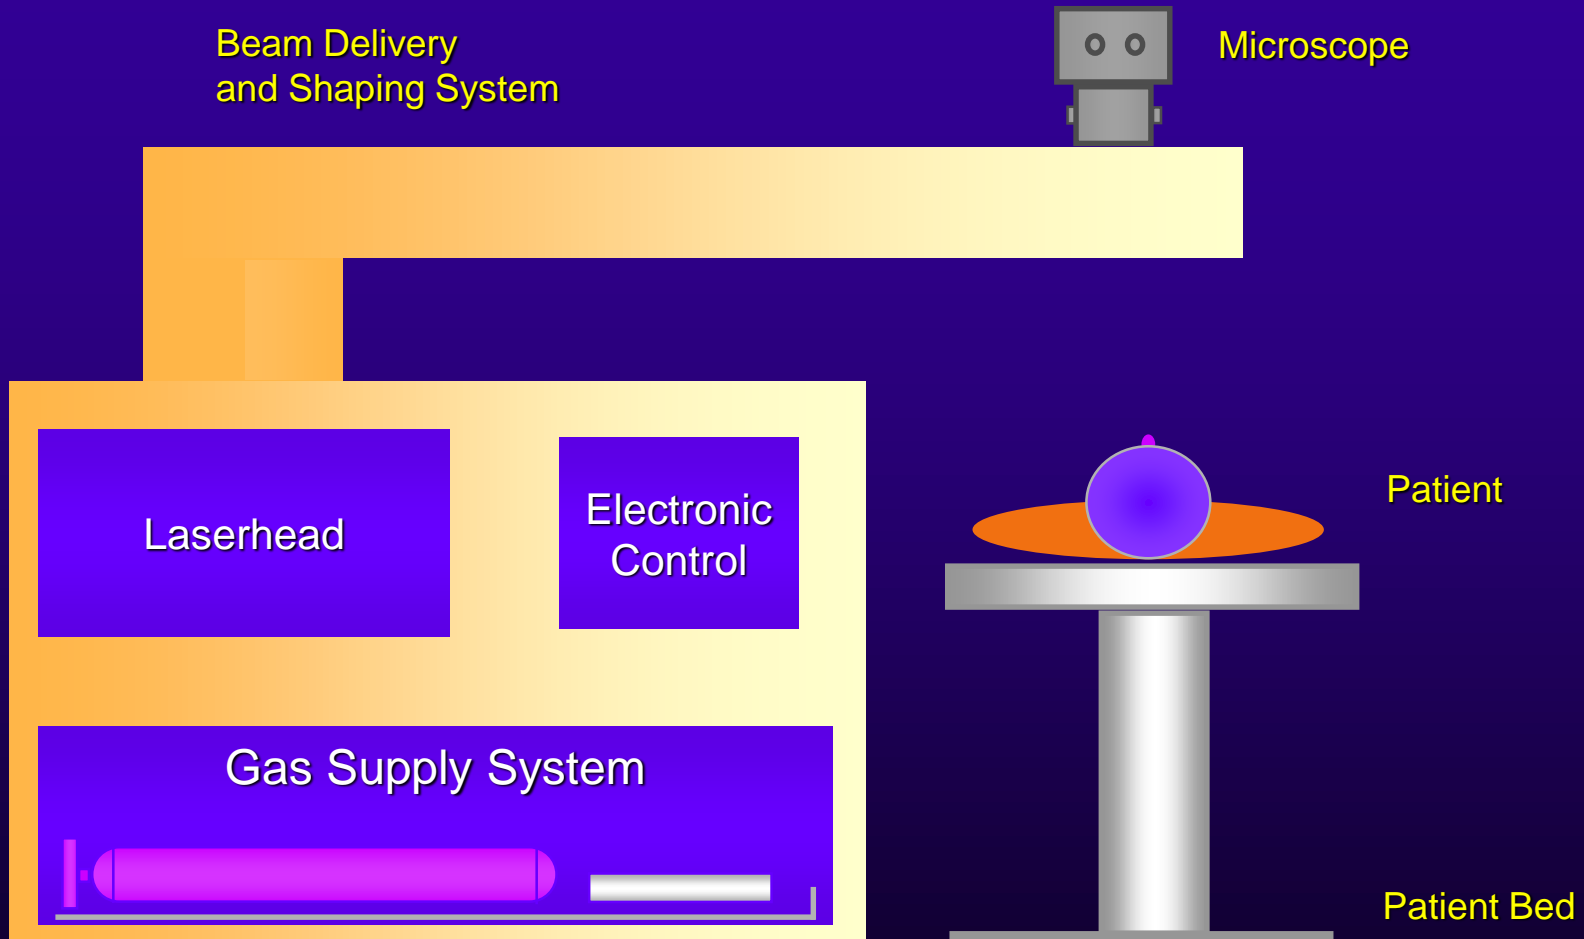 Beam Delivery
and Shaping System
Microscope
Laserhead
Electronic
Control
Patient
Gas Supply System
Patient Bed